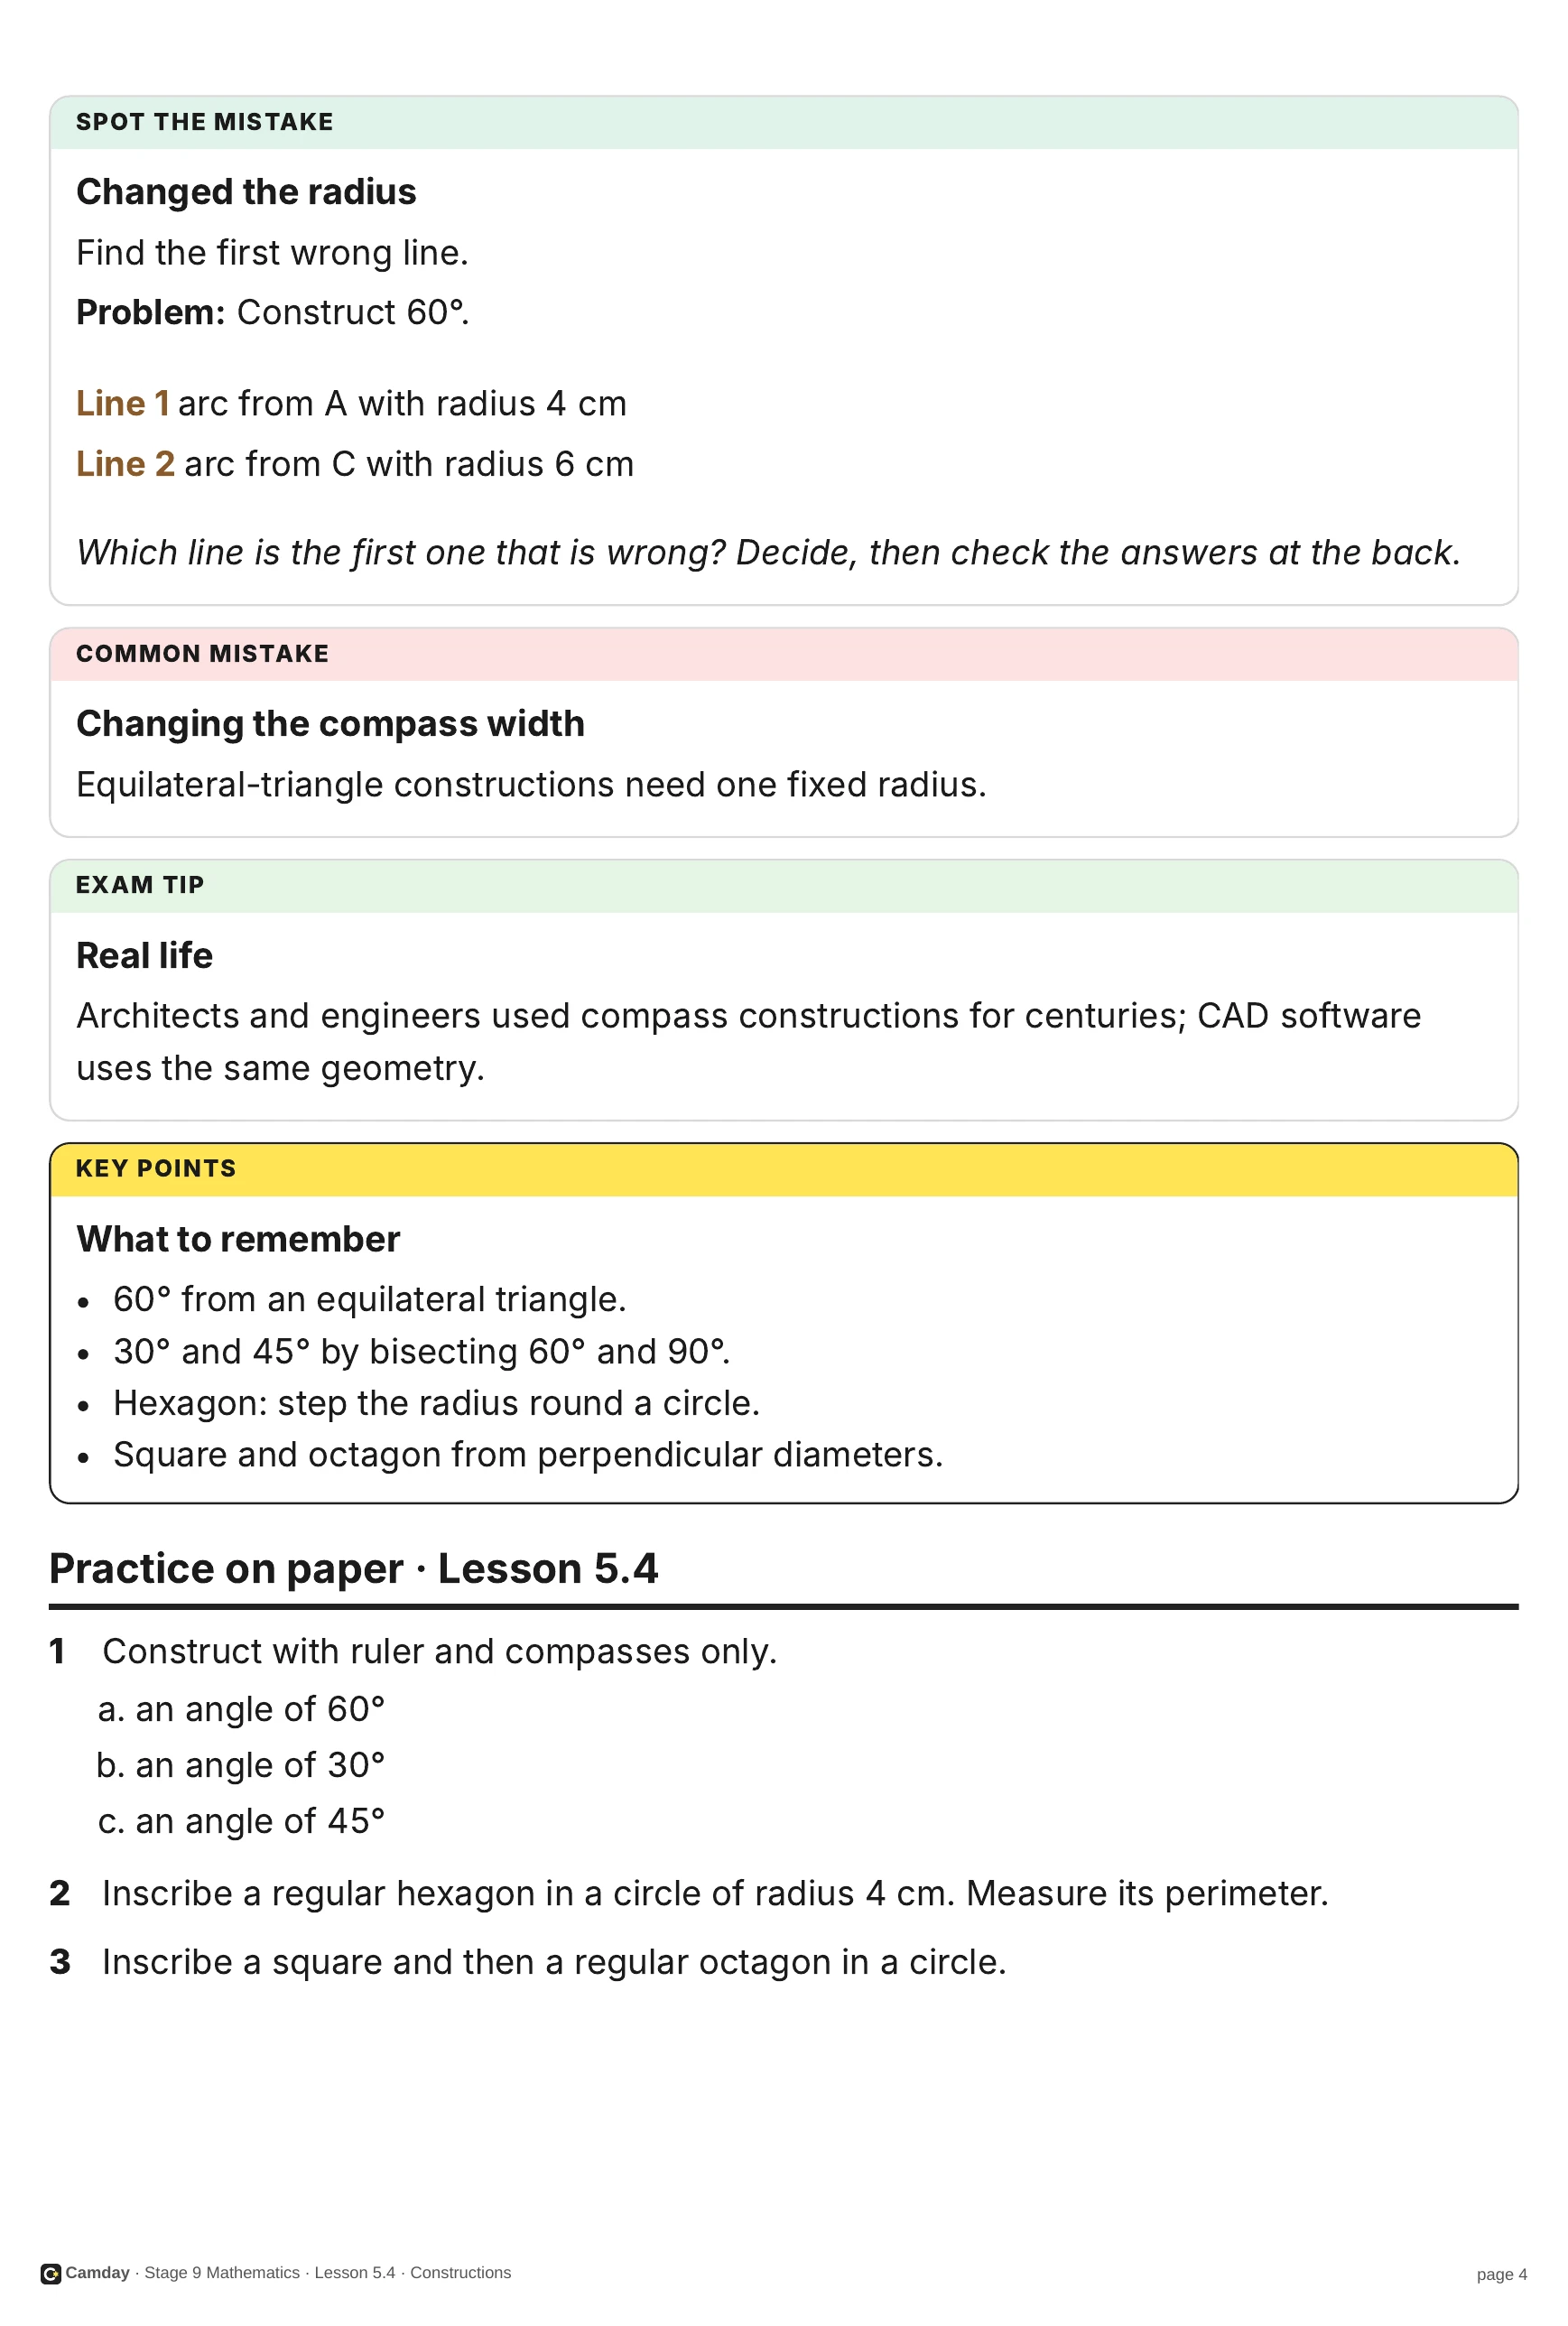 SPOT THE MISTAKE
Changed the radius
Find the first wrong line.
Problem: Construct 60°.
Line 1 arc from A with radius 4 cm
Line 2 arc from C with radius 6 cm
Which line is the first one that is wrong? Decide, then check the answers at the back.
COMMON MISTAKE
Changing the compass width
Equilateral-triangle constructions need one fixed radius.
EXAM TIP
Real life
Architects and engineers used compass constructions for centuries; CAD software
uses the same geometry.
KEY POINTS
What to remember
• 60° from an equilateral triangle.
• 30° and 45° by bisecting 60° and 90°.
• Hexagon: step the radius round a circle.
• Square and octagon from perpendicular diameters.
Practice on paper · Lesson 5.4
1 Construct with ruler and compasses only.
a. an angle of 60°
b. an angle of 30°
c. an angle of 45°
2 Inscribe a regular hexagon in a circle of radius 4 cm. Measure its perimeter.
3 Inscribe a square and then a regular octagon in a circle.
Camday · Stage 9 Mathematics · Lesson 5.4 · Constructions
page 4